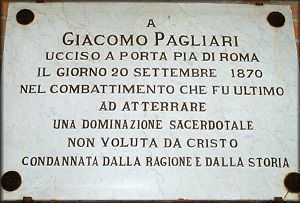 A
GIACOMO PAGLIARI
UCCISO A PORTA PIA DI ROMA
IL GIORNO 20 SETTEMBRE 1870
NEL COMBATTIMENTO CHE FU ULTIMO
AD ATTERRARE
UNA DOMINAZIONE SACERDOTALE
NON VOLUTA DA CRISTO
CONDANNATA DALLA RAGIONE E DALLA STORIA